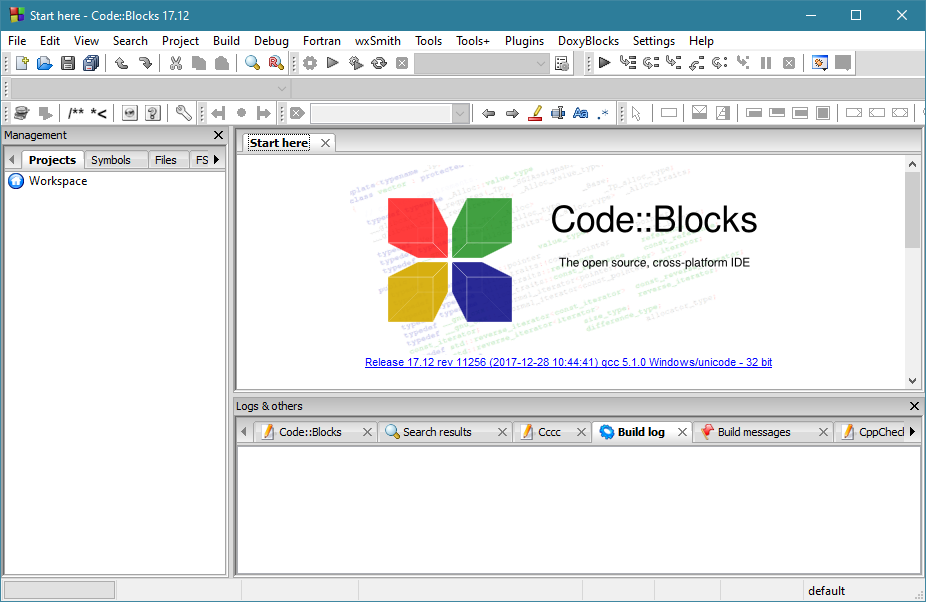 Start here - Code::Blocks 17.12
File Edit View Search Project Build Debug Fortran wxSmith Tools Tools+ Plugins DoxyBlocks Settings Help
/** *<
Management
Projects Symbols Files FS
Workspace
Start here
Code::Blocks
The open source, cross-platform IDE
Release 17.12 rev 11256 (2017-12-28 10:44:41) gcc 5.1.0 Windows/unicode - 32 bit
Logs & others
Code::Blocks Search results Cccc Build log Build messages CppChec
default